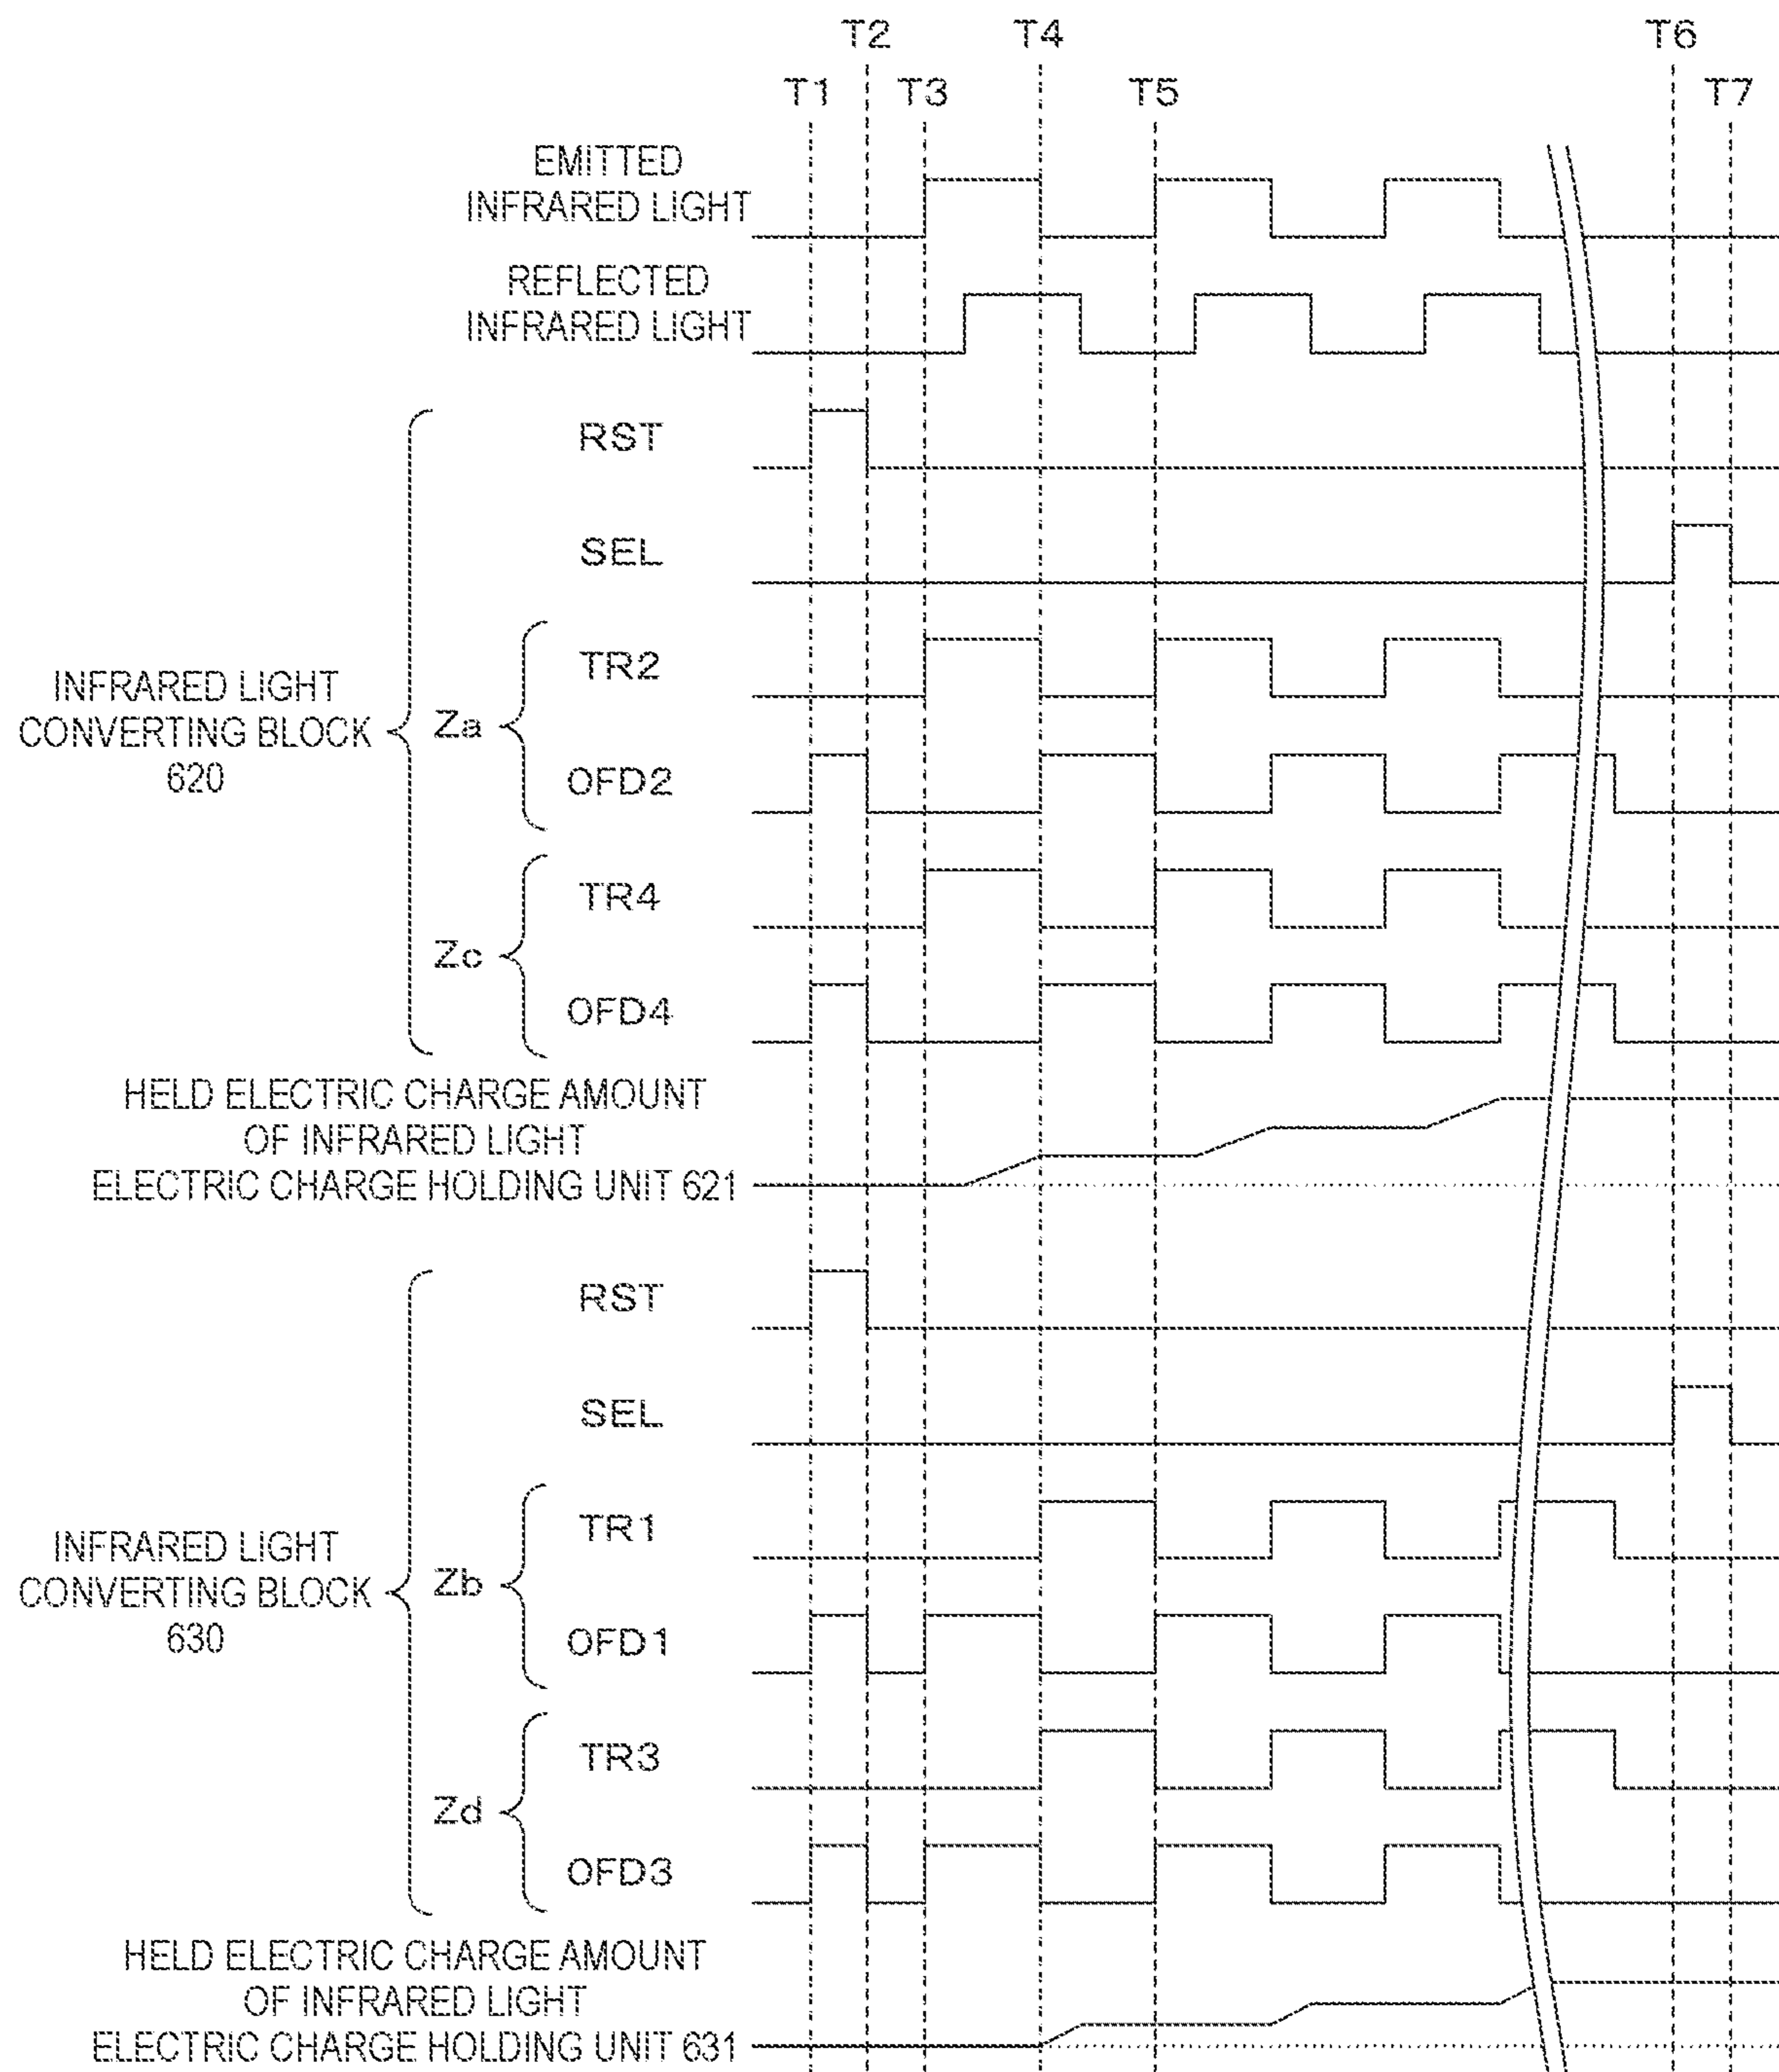 T2 T4 T6
T1 T3 T5 T7
EMITTED
INFRARED LIGHT
REFLECTED
INFRARED LIGHT
RST
SEL
INFRARED LIGHT
CONVERTING BLOCK
620
Za
TR2
OFD2
Zc
TR4
OFD4
HELD ELECTRIC CHARGE AMOUNT
OF INFRARED LIGHT
ELECTRIC CHARGE HOLDING UNIT 621
RST
SEL
INFRARED LIGHT
CONVERTING BLOCK
630
Zb
TR1
OFD1
Zd
TR3
OFD3
HELD ELECTRIC CHARGE AMOUNT
OF INFRARED LIGHT
ELECTRIC CHARGE HOLDING UNIT 631